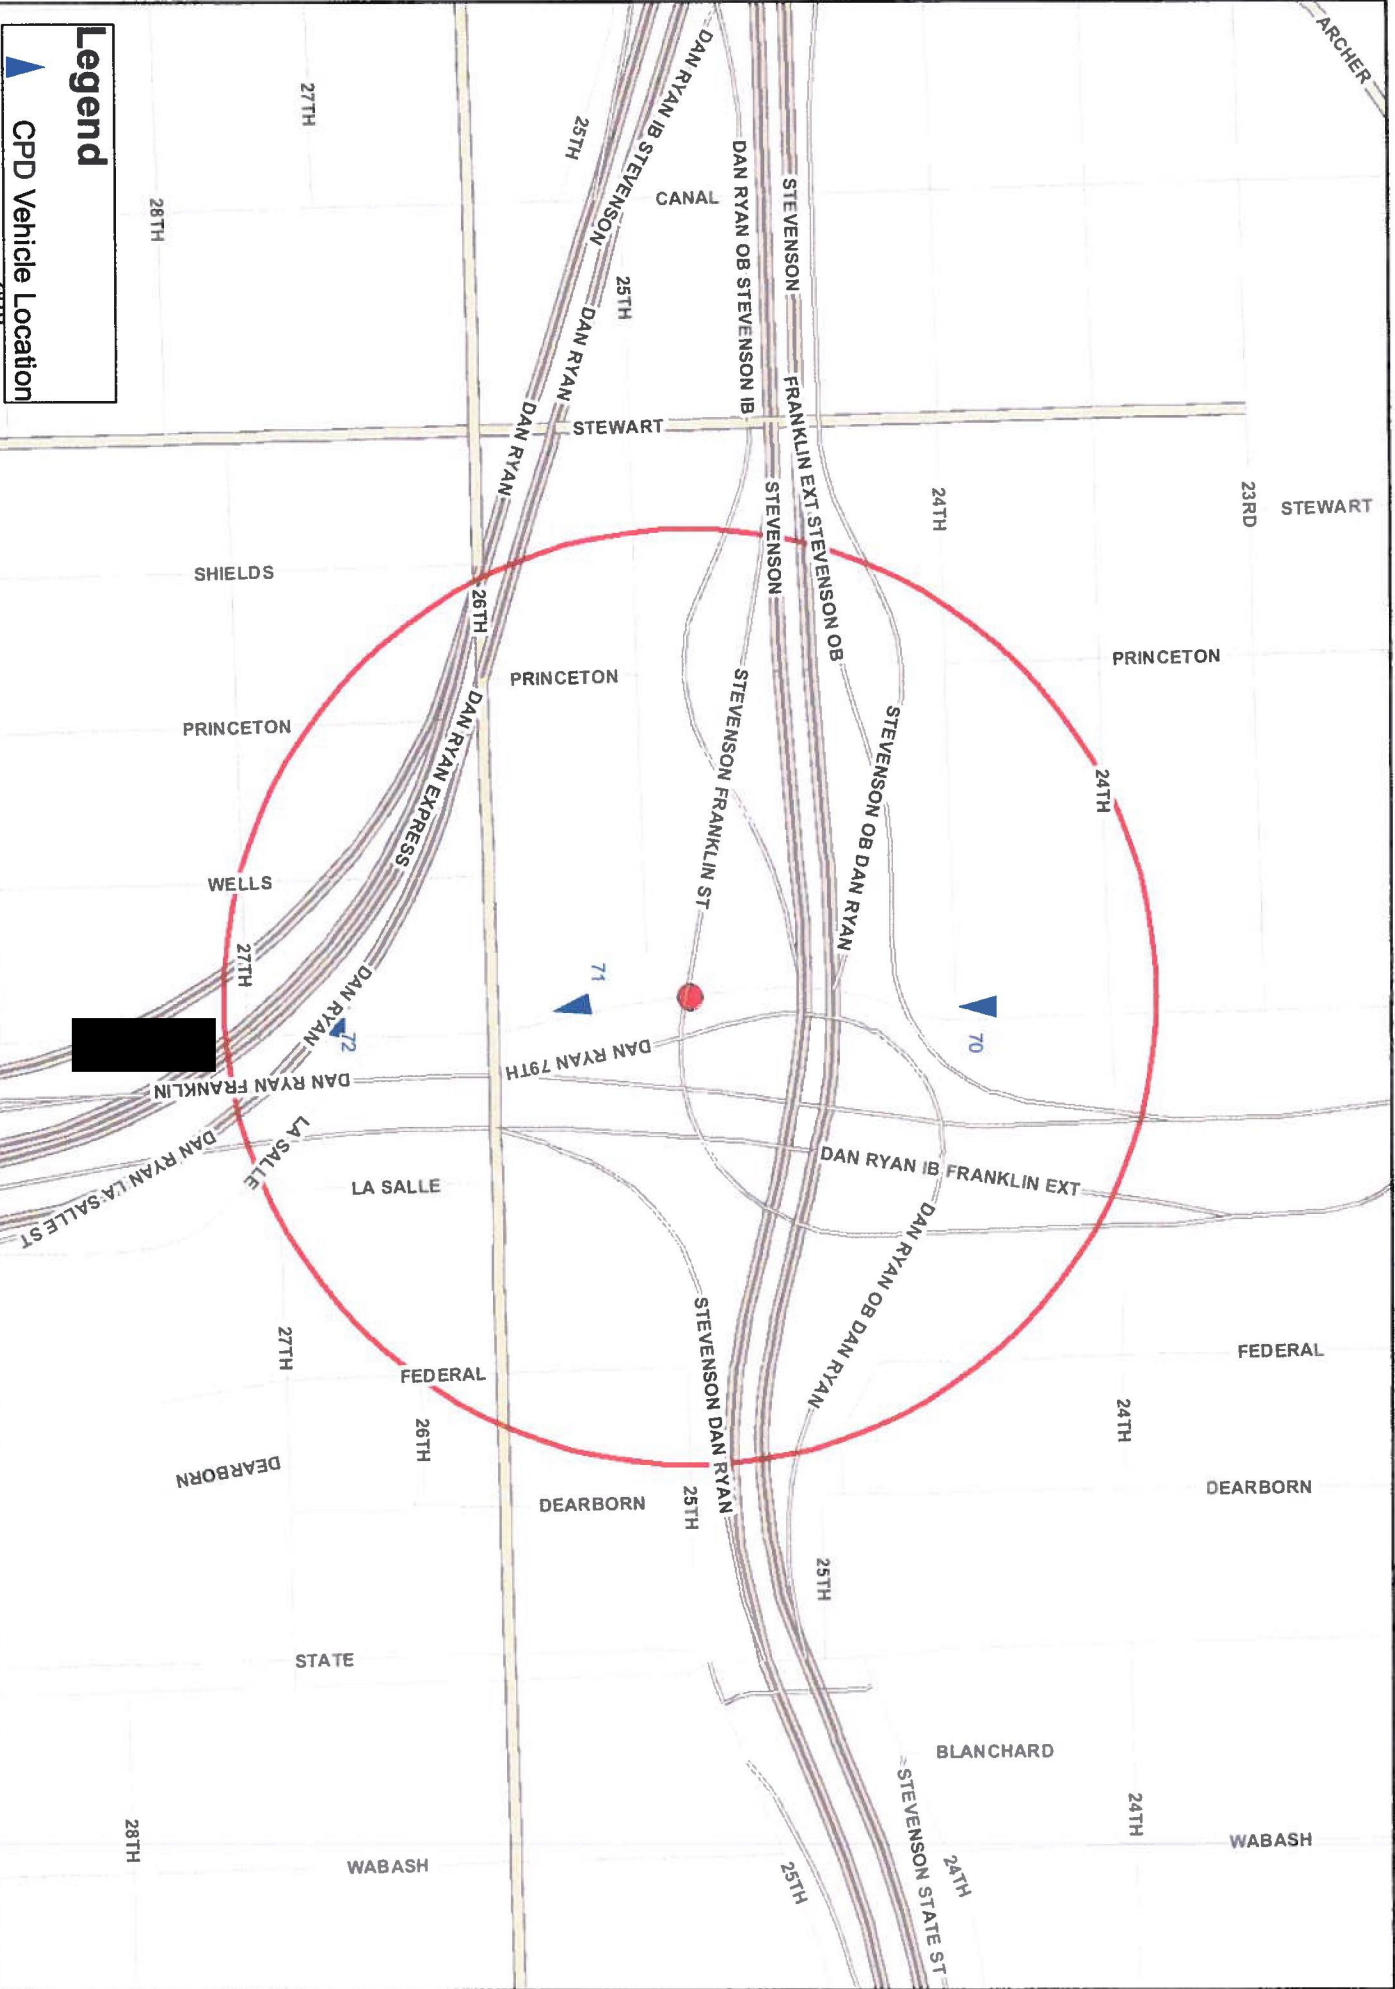 Legend
CPD Vehicle Location
ARCHER
27TH
28TH
25TH
DAN RYAN IB STEVENSON
CANAL
DAN RYAN OB STEVENSON IB
STEVENSON
25TH
DAN RYAN
DAN RYAN
STEWART
FRANKLIN EXT STEVENSON OB
STEVENSON
24TH
23RD
STEWART
SHIELDS
26TH
PRINCETON
PRINCETON
PRINCETON
DAN RYAN EXPRESS
STEVENSON FRANKLIN ST
STEVENSON OB DAN RYAN
24TH
WELLS
27TH
DAN RYAN
71
70
72
DAN RYAN 79TH
DAN RYAN FRANKLIN
DAN RYAN LA SALLE ST
LA SALLE
LA SALLE
DAN RYAN IB FRANKLIN EXT
DAN RYAN OB DAN RYAN
STEVENSON DAN RYAN
27TH
FEDERAL
FEDERAL
26TH
24TH
DEARBORN
DEARBORN
25TH
DEARBORN
25TH
STATE
BLANCHARD
STEVENSON STATE ST
24TH
24TH
28TH
WABASH
25TH
WABASH